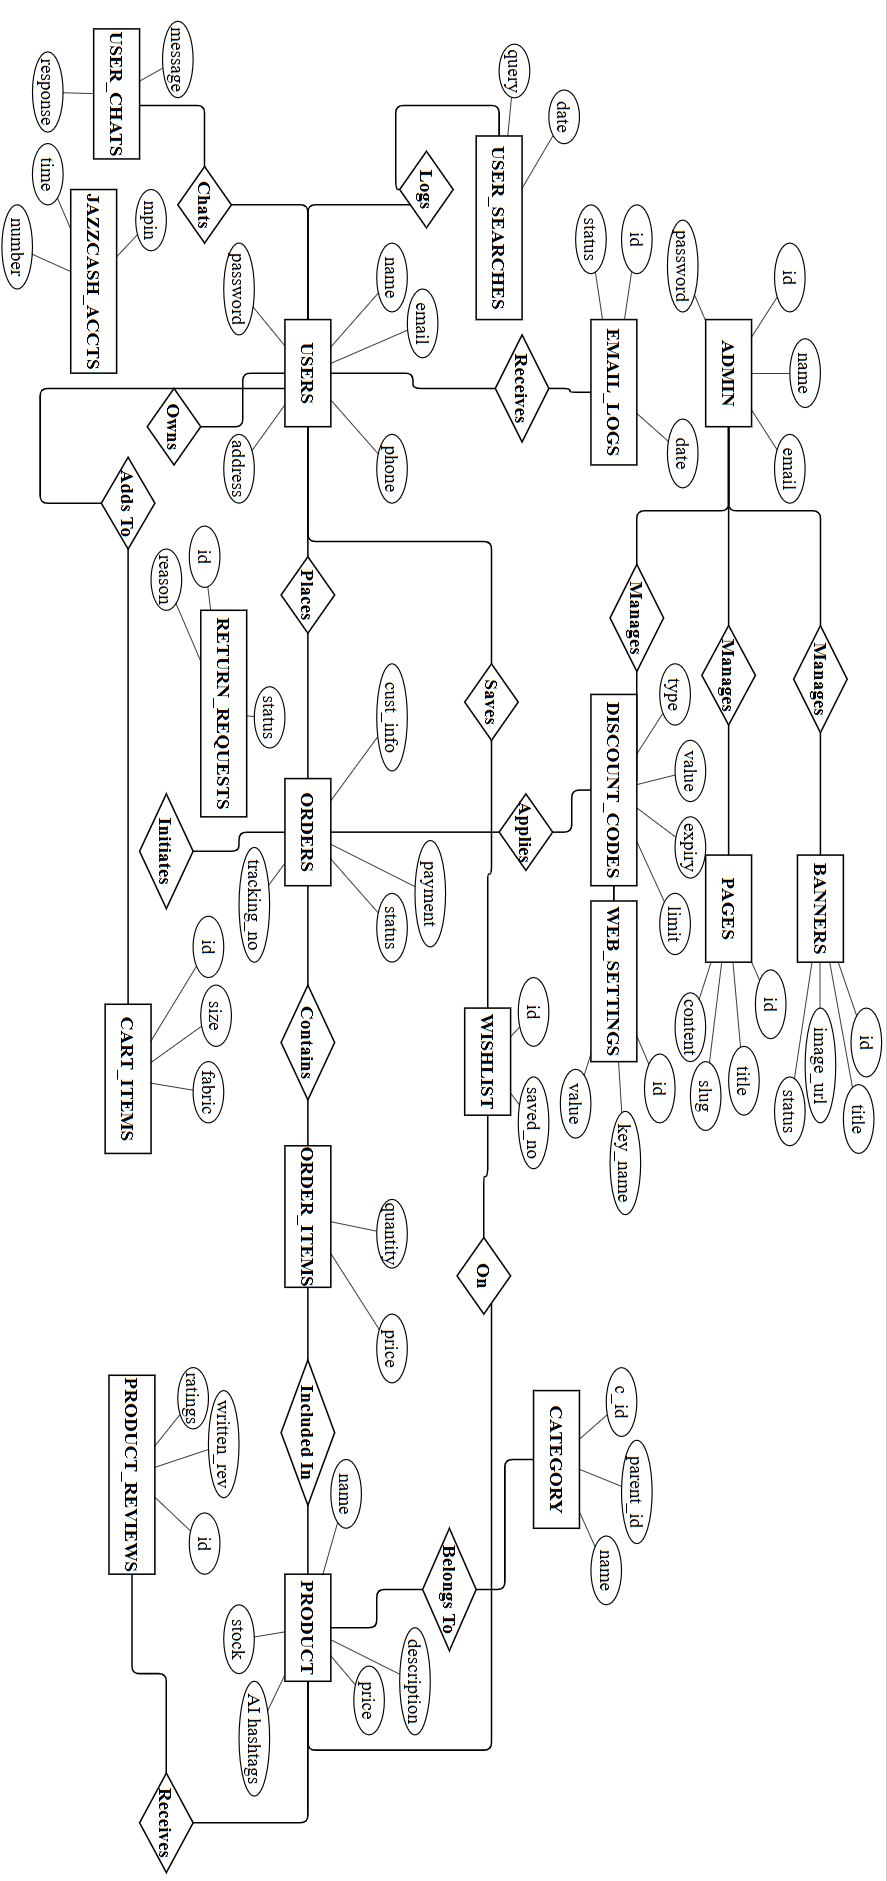 id
title
Manages
BANNERS
image_url
name
id
email
status
id
title
ADMIN
Manages
PAGES
slug
value
expiry
content
password
date
type
limit
id
id
Manages
parent_id
key_name
c_id
EMAIL_LOGS
DISCOUNT_CODES
WEB_SETTINGS
name
status
value
date
CATEGORY
id
saved_no
Receives
Applies
query
USER_SEARCHES
Saves
WISHLIST
On
Belongs To
Logs
payment
email
description
name
phone
cust_info
status
quantity
price
price
name
USERS
Places
ORDERS
Contains
ORDER_ITEMS
Included In
PRODUCT
status
tracking_no
AI hashtags
password
address
stock
RETURN_REQUESTS
written_rev
size
Chats
id
id
fabric
id
ratings
message
Owns
reason
Initiates
Receives
mpin
USER_CHATS
Adds To
CART_ITEMS
PRODUCT_REVIEWS
JAZZCASH_ACCTS
response
time
number